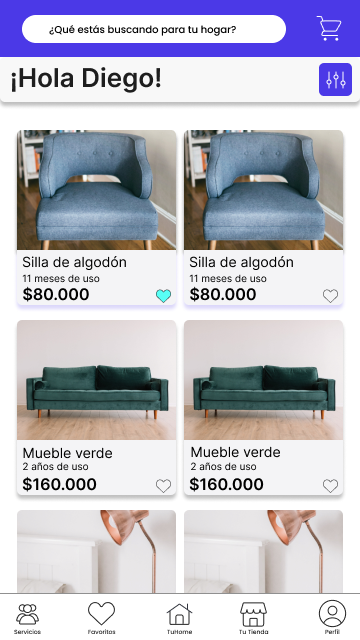 ¿Qué estás buscando para tu hogar?
¡Hola Diego!
Silla de algodón
11 meses de uso
$80.000
Silla de algodón
11 meses de uso
$80.000
Mueble verde
2 años de uso
$160.000
Mueble verde
2 años de uso
$160.000
Servicios
Favoritos
TuHome
Tu Tienda
Perfil